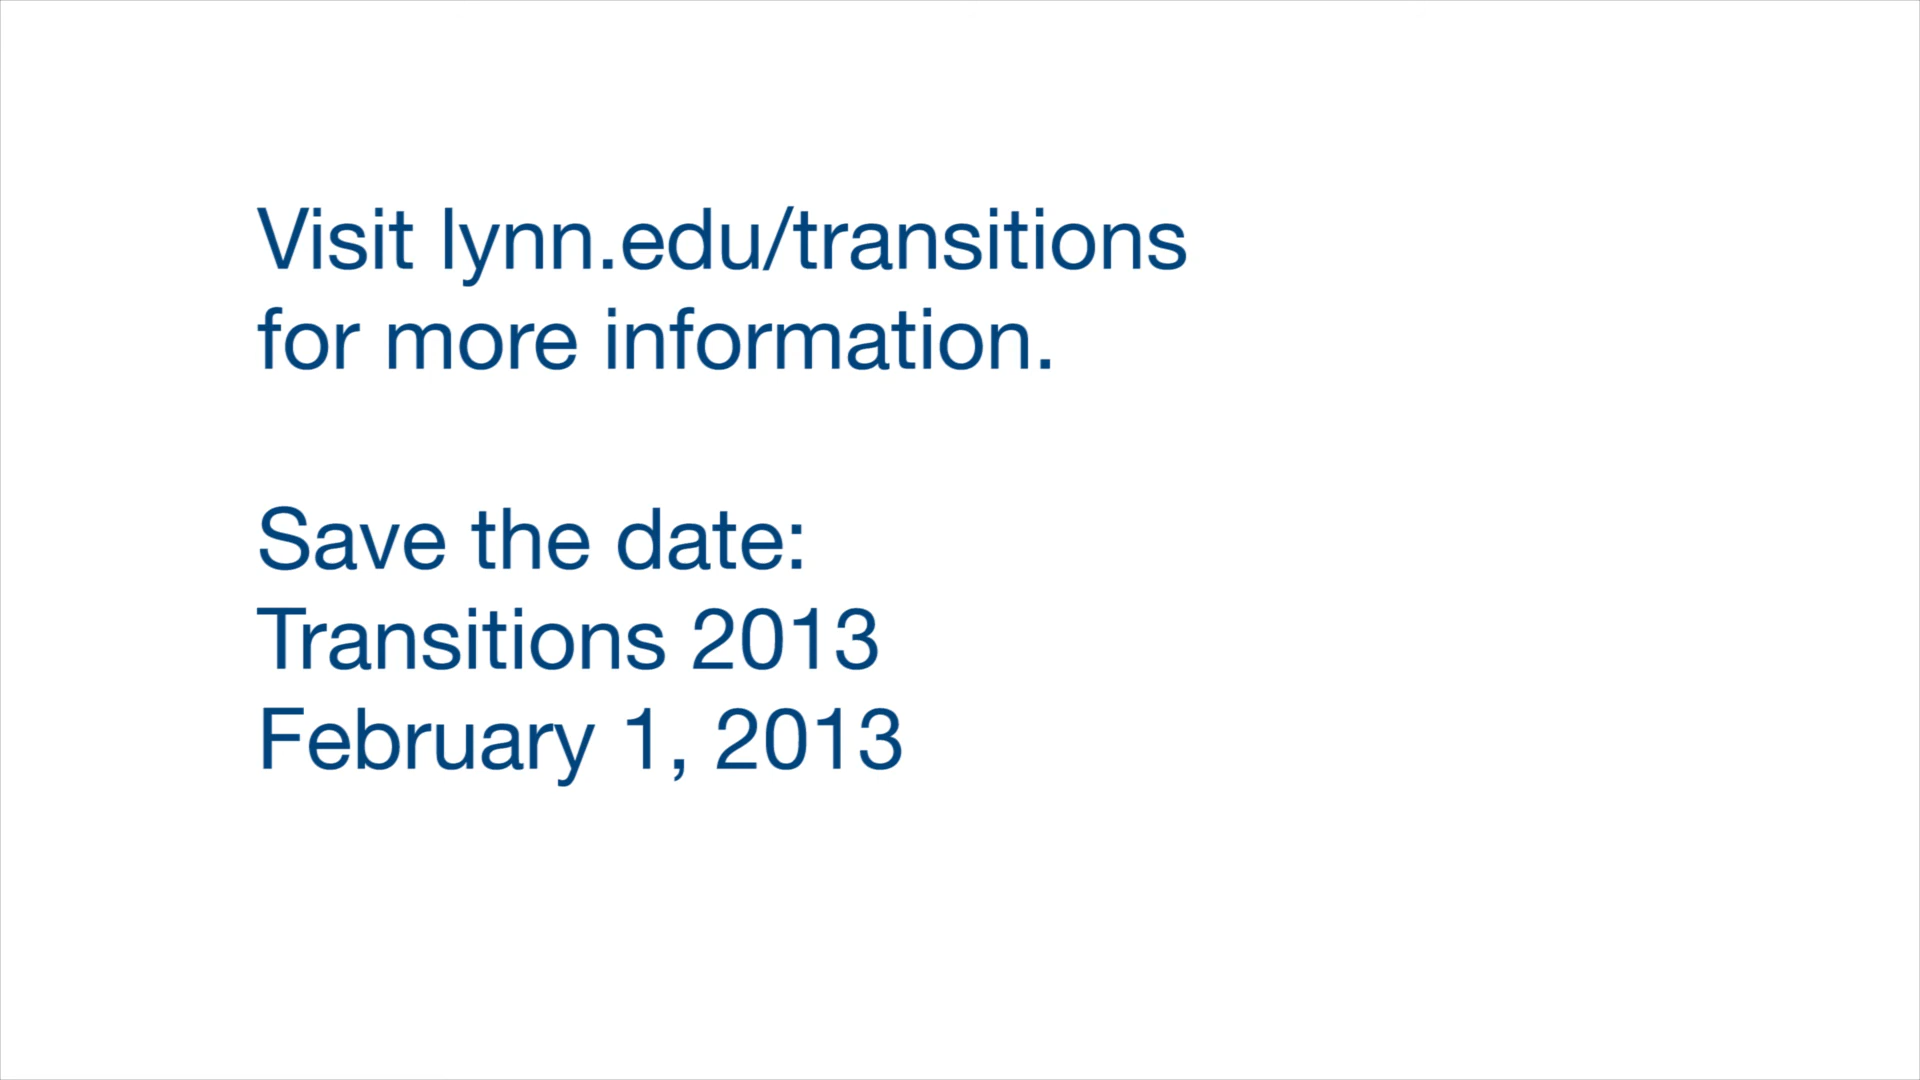 Visit lynn.edu/transitions
for more information.
Save the date:
Transitions 2013
February 1, 2013